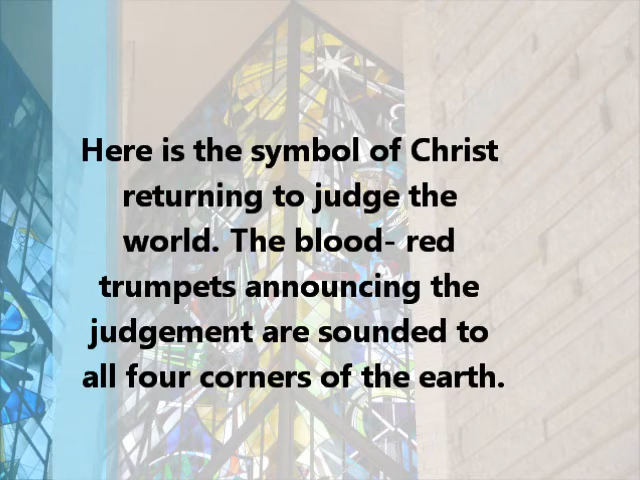 Here is the symbol of Christ
returning to judge the
world. The blood- red
trumpets announcing the
judgement are sounded to
all four corners of the earth.